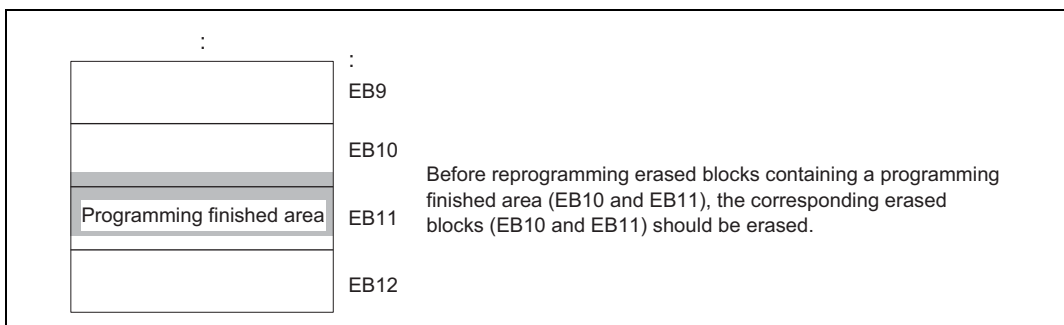 :
:
EB9
EB10
Before reprogramming erased blocks containing a programming
finished area (EB10 and EB11), the corresponding erased
blocks (EB10 and EB11) should be erased.
Programming finished area
EB11
EB12